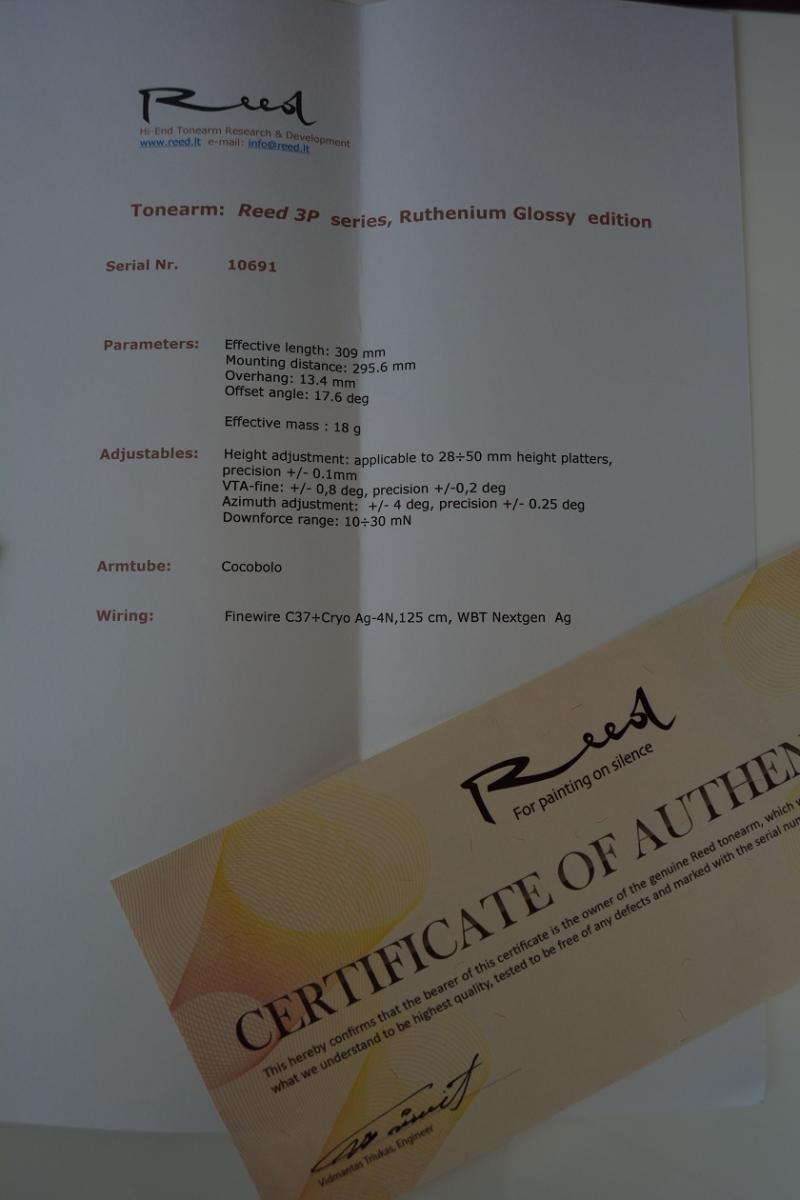 Reed
Hi-End Tonearm Research & Development
www.reed.lt e-mail: info@reed.lt
Tonearm: Reed 3P series, Ruthenium Glossy edition
Serial Nr. 10691
Parameters: Effective length: 309 mm
Mounting distance: 295.6 mm
Overhang: 13.4 mm
Offset angle: 17.6 deg
Effective mass : 18 g
Adjustables: Height adjustment: applicable to 28÷50 mm height platters,
precision +/- 0.1mm
VTA-fine: +/- 0,8 deg, precision +/-0,2 deg
Azimuth adjustment: +/- 4 deg, precision +/- 0.25 deg
Downforce range: 10÷30 mN
Armtube: Cocobolo
Wiring: Finewire C37+Cryo Ag-4N,125 cm, WBT Nextgen Ag
Reed
For painting on silence
CERTIFICATE OF AUTHEN
This hereby confirms that the bearer of this certificate is the owner of the genuine Reed tonearm, which
what we understand to be highest quality, tested to be free of any defects and marked with the serial
Vidmantas Triukas, Engineer